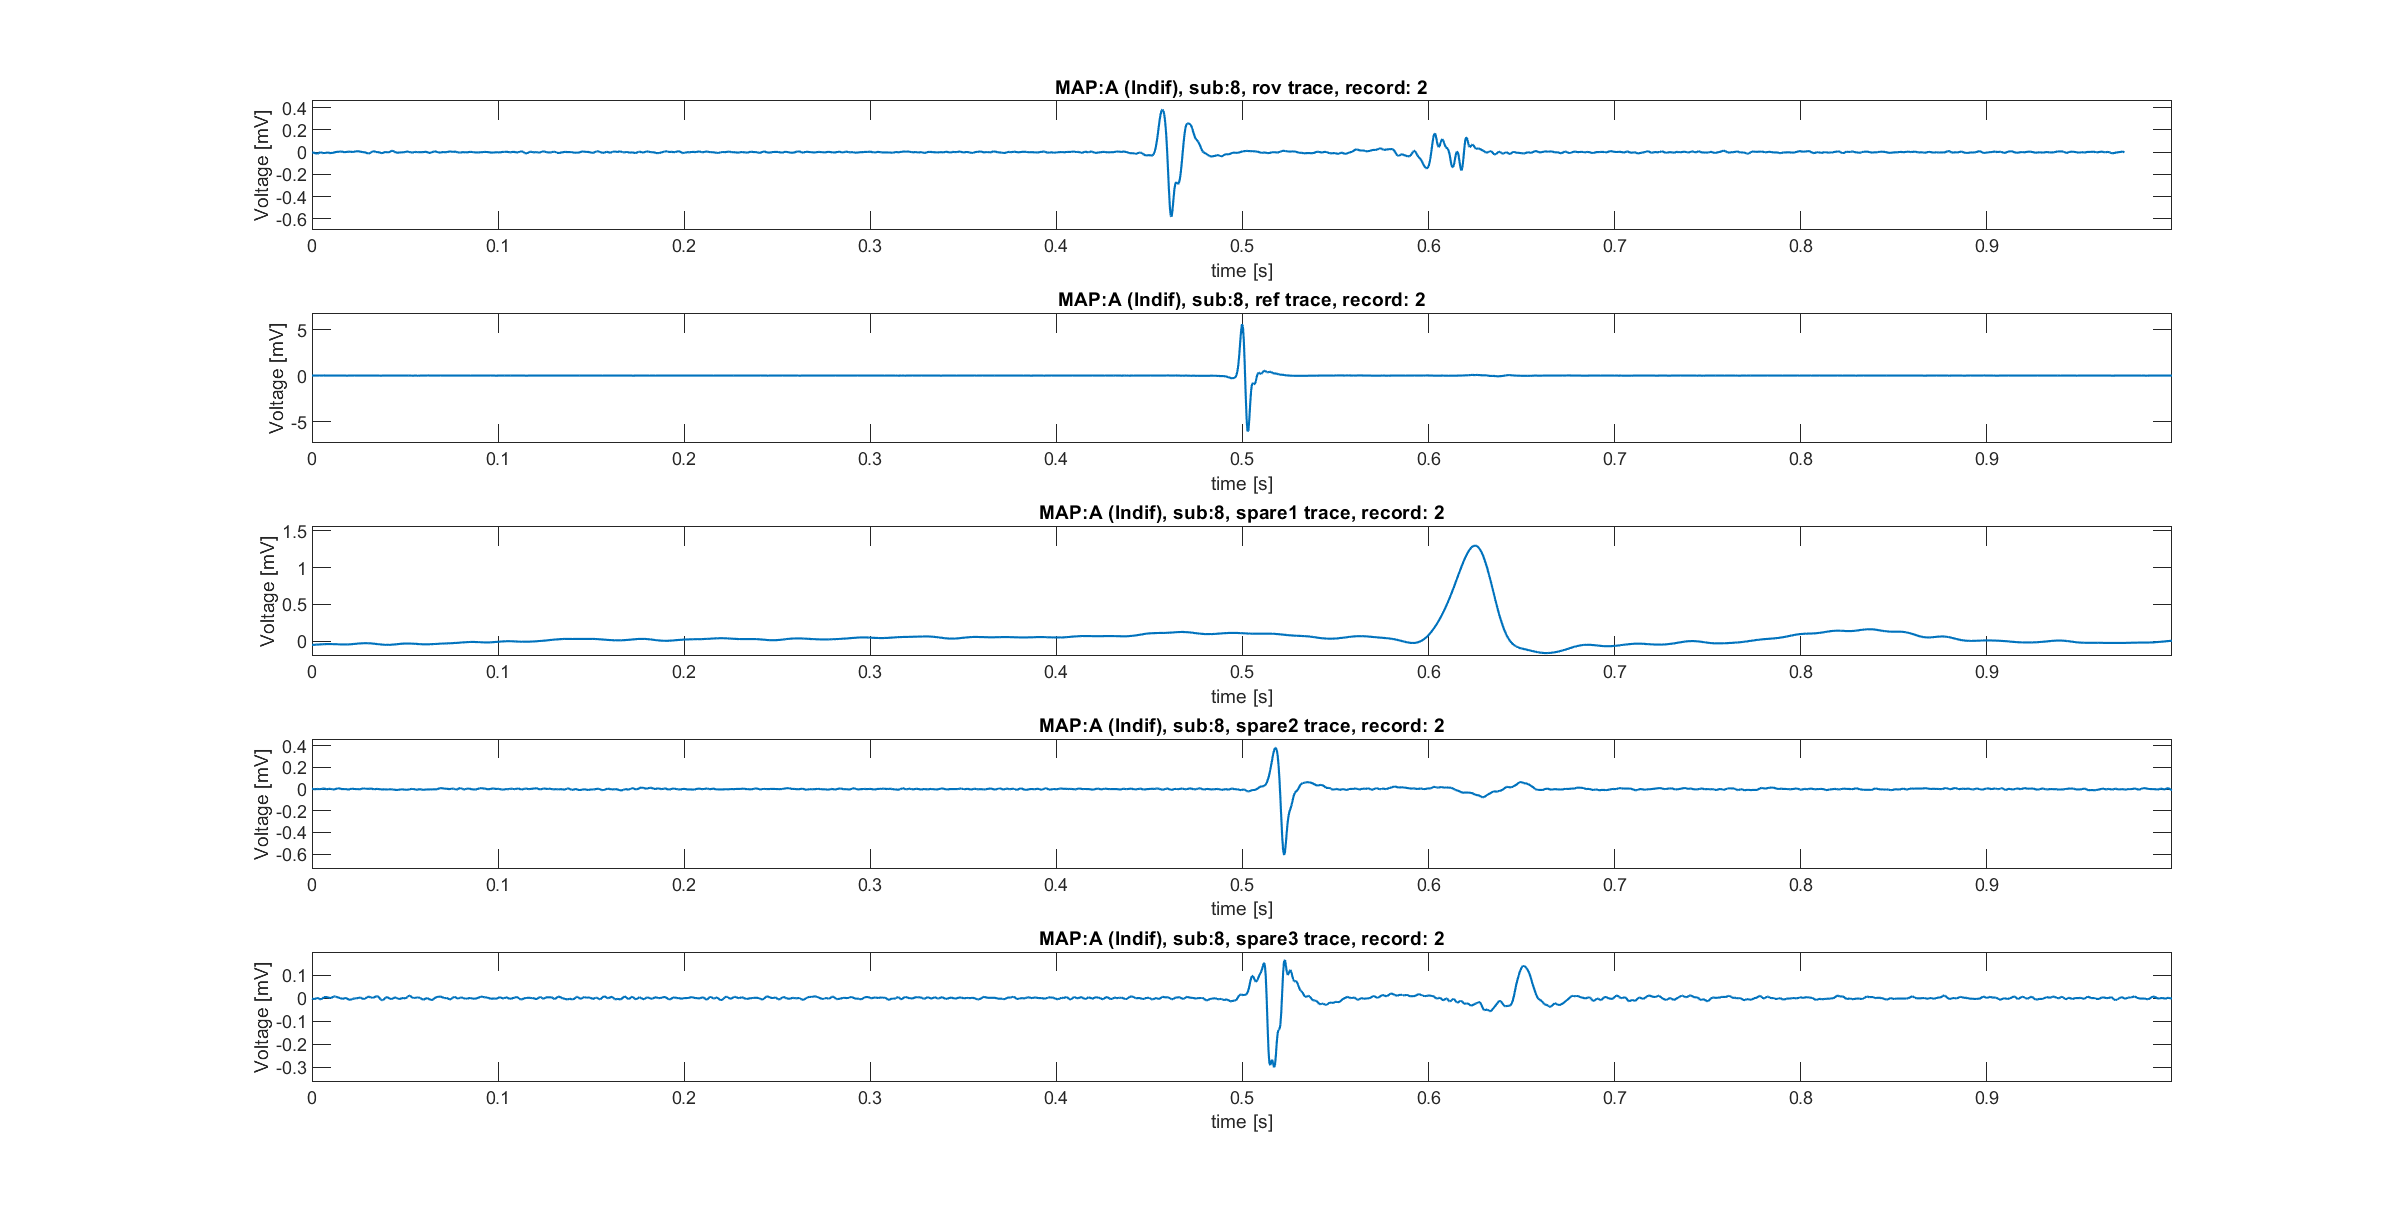 MAP:A (Indif), sub:8, rov trace, record: 2
Voltage [mV]
0.4
0.2
0
-0.2
-0.4
-0.6
0 0.1 0.2 0.3 0.4 0.5 0.6 0.7 0.8 0.9
time [s]
MAP:A (Indif), sub:8, ref trace, record: 2
Voltage [mV]
5
0
-5
0 0.1 0.2 0.3 0.4 0.5 0.6 0.7 0.8 0.9
time [s]
MAP:A (Indif), sub:8, spare1 trace, record: 2
Voltage [mV]
1.5
1
0.5
0
0 0.1 0.2 0.3 0.4 0.5 0.6 0.7 0.8 0.9
time [s]
MAP:A (Indif), sub:8, spare2 trace, record: 2
Voltage [mV]
0.4
0.2
0
-0.2
-0.4
-0.6
0 0.1 0.2 0.3 0.4 0.5 0.6 0.7 0.8 0.9
time [s]
MAP:A (Indif), sub:8, spare3 trace, record: 2
Voltage [mV]
0.1
0
-0.1
-0.2
-0.3
0 0.1 0.2 0.3 0.4 0.5 0.6 0.7 0.8 0.9
time [s]